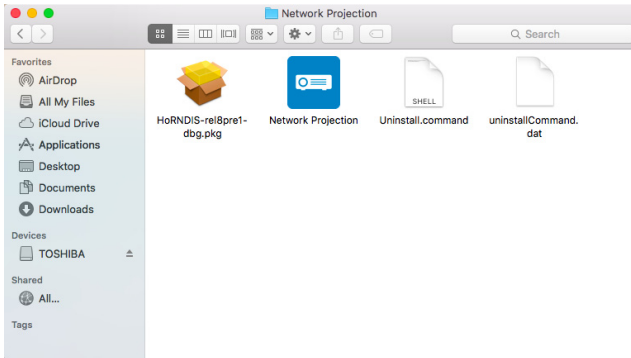 Network Projection
Search
Favorites
AirDrop
All My Files
iCloud Drive
Applications
Desktop
Documents
Downloads
Devices
TOSHIBA
Shared
All...
Tags
HoRNDIS-rel8pre1-
dbg.pkg
Network Projection
SHELL
Uninstall.command
uninstallCommand.
dat